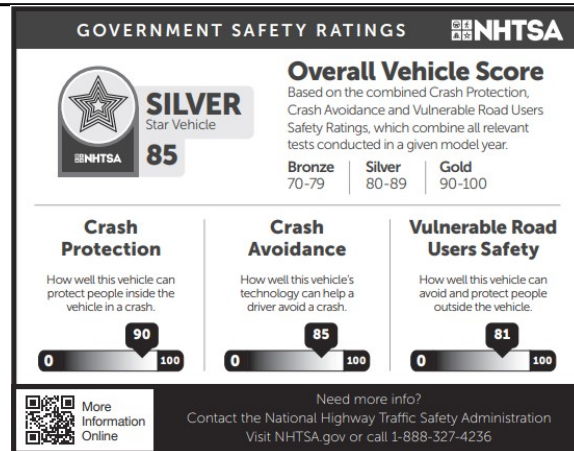 GOVERNMENT SAFETY RATINGS
NHTSA
SILVER
Star Vehicle
85
NHTSA
Overall Vehicle Score
Based on the combined Crash Protection,
Crash Avoidance and Vulnerable Road Users
Safety Ratings, which combine all relevant
tests conducted in a given model year.
Bronze
70-79
Silver
80-89
Gold
90-100
Crash
Protection
How well this vehicle can
protect people inside the
vehicle in a crash.
90
0
100
Crash
Avoidance
How well this vehicle's
technology can help a
driver avoid a crash.
85
0
100
Vulnerable Road
Users Safety
How well this vehicle can
avoid and protect people
outside the vehicle.
81
0
100
More
Information
Online
Need more info?
Contact the National Highway Traffic Safety Administration
Visit NHTSA.gov or call 1-888-327-4236